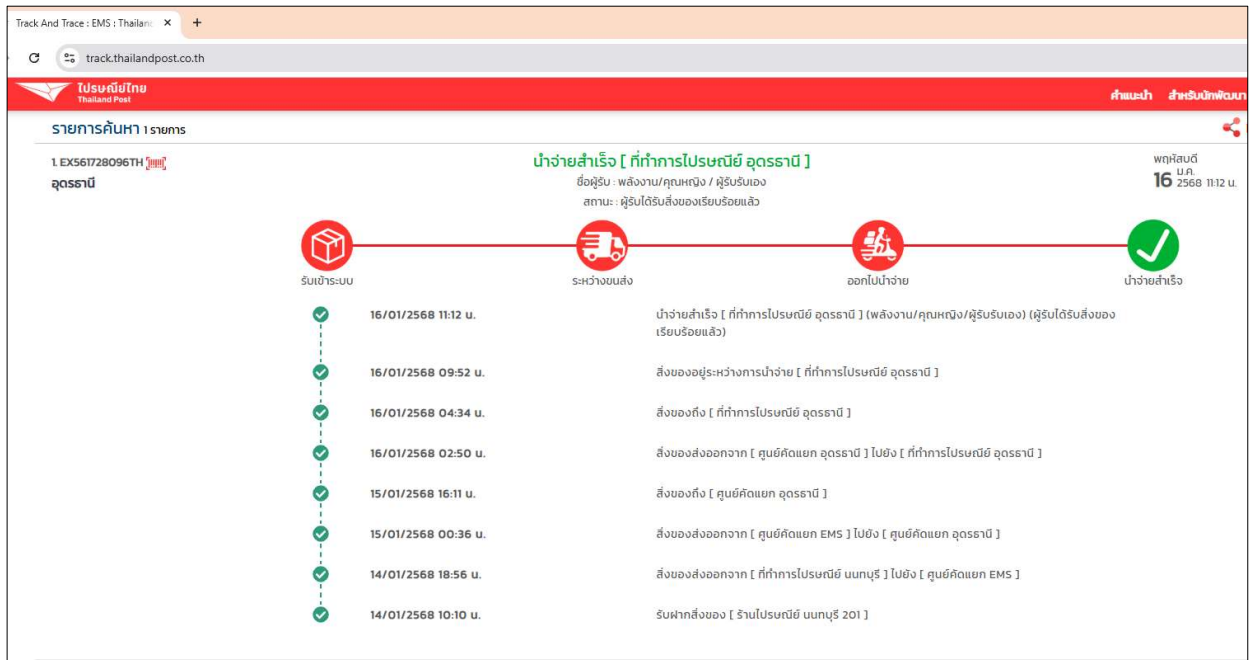 Track And Trace : EMS : Thailan
track.thailandpost.co.th
ไปรษณีย์ไทย
Thailand Post
คำแนะนำ สำหรับนักพัฒนา
รายการค้นหา 1 รายการ
1. EX561728096TH
อุดรธานี
นำจ่ายสำเร็จ [ ที่ทำการไปรษณีย์ อุดรธานี ]
ชื่อผู้รับ : พลังงาน/คุณหญิง / ผู้รับรับเอง
สถานะ : ผู้รับได้รับสิ่งของเรียบร้อยแล้ว
พฤหัสบดี
16 ม.ค. 2568 11:12 น.
รับเข้าระบบ
ระหว่างขนส่ง
ออกไปนำจ่าย
นำจ่ายสำเร็จ
16/01/2568 11:12 น. นำจ่ายสำเร็จ [ ที่ทำการไปรษณีย์ อุดรธานี ] (พลังงาน/คุณหญิง/ผู้รับรับเอง) (ผู้รับได้รับสิ่งของ
เรียบร้อยแล้ว)
16/01/2568 09:52 น. สิ่งของอยู่ระหว่างการนำจ่าย [ ที่ทำการไปรษณีย์ อุดรธานี ]
16/01/2568 04:34 น. สิ่งของถึง [ ที่ทำการไปรษณีย์ อุดรธานี ]
16/01/2568 02:50 น. สิ่งของส่งออกจาก [ ศูนย์คัดแยก อุดรธานี ] ไปยัง [ ที่ทำการไปรษณีย์ อุดรธานี ]
15/01/2568 16:11 น. สิ่งของถึง [ ศูนย์คัดแยก อุดรธานี ]
15/01/2568 00:36 น. สิ่งของส่งออกจาก [ ศูนย์คัดแยก EMS ] ไปยัง [ ศูนย์คัดแยก อุดรธานี ]
14/01/2568 18:56 น. สิ่งของส่งออกจาก [ ที่ทำการไปรษณีย์ นนทบุรี ] ไปยัง [ ศูนย์คัดแยก EMS ]
14/01/2568 10:10 น. รับฝากสิ่งของ [ ร้านไปรษณีย์ นนทบุรี 201 ]